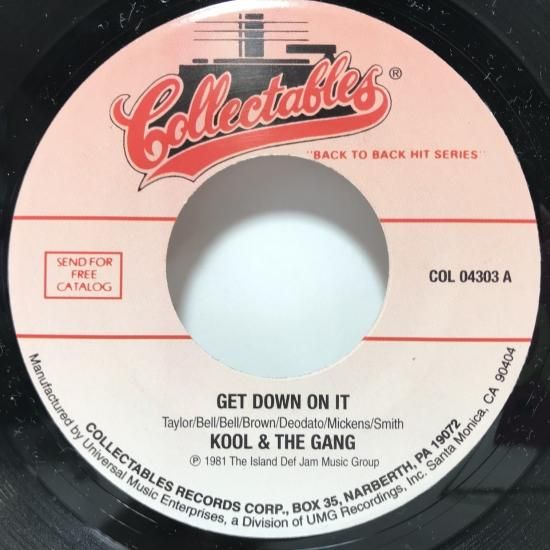 Collectables®
"BACK TO BACK HIT SERIES"
SEND FOR
FREE
CATALOG
COL 04303 A
GET DOWN ON IT
Taylor/Bell/Bell/Brown/Deodato/Mickens/Smith
KOOL & THE GANG
℗ 1981 The Island Def Jam Music Group
COLLECTABLES RECORDS CORP., BOX 35, NARBERTH, PA 19072
Manufactured by Universal Music Enterprises, a Division of UMG Recordings, Inc. Santa Monica, CA 90404